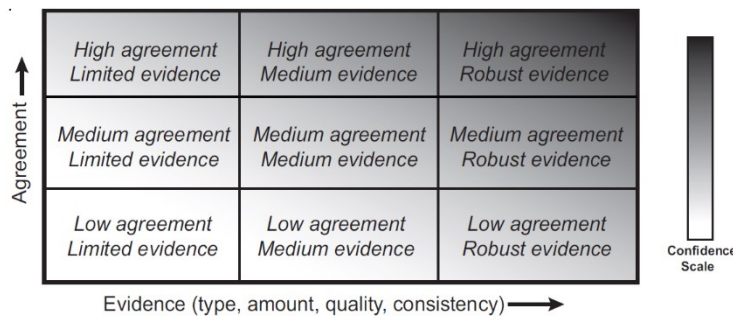 High agreement
Limited evidence
High agreement
Medium evidence
High agreement
Robust evidence
Medium agreement
Limited evidence
Medium agreement
Medium evidence
Medium agreement
Robust evidence
Low agreement
Limited evidence
Low agreement
Medium evidence
Low agreement
Robust evidence
Agreement
Evidence (type, amount, quality, consistency)
Confidence
Scale